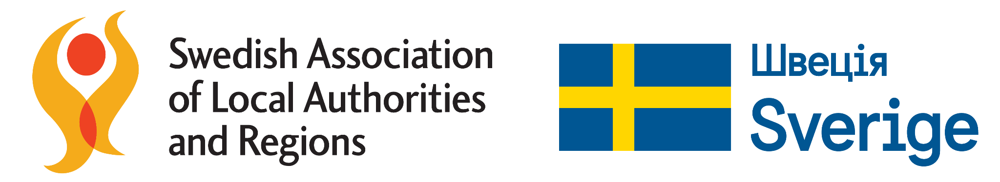 Swedish Association
of Local Authorities
and Regions
Швеція
Sverige